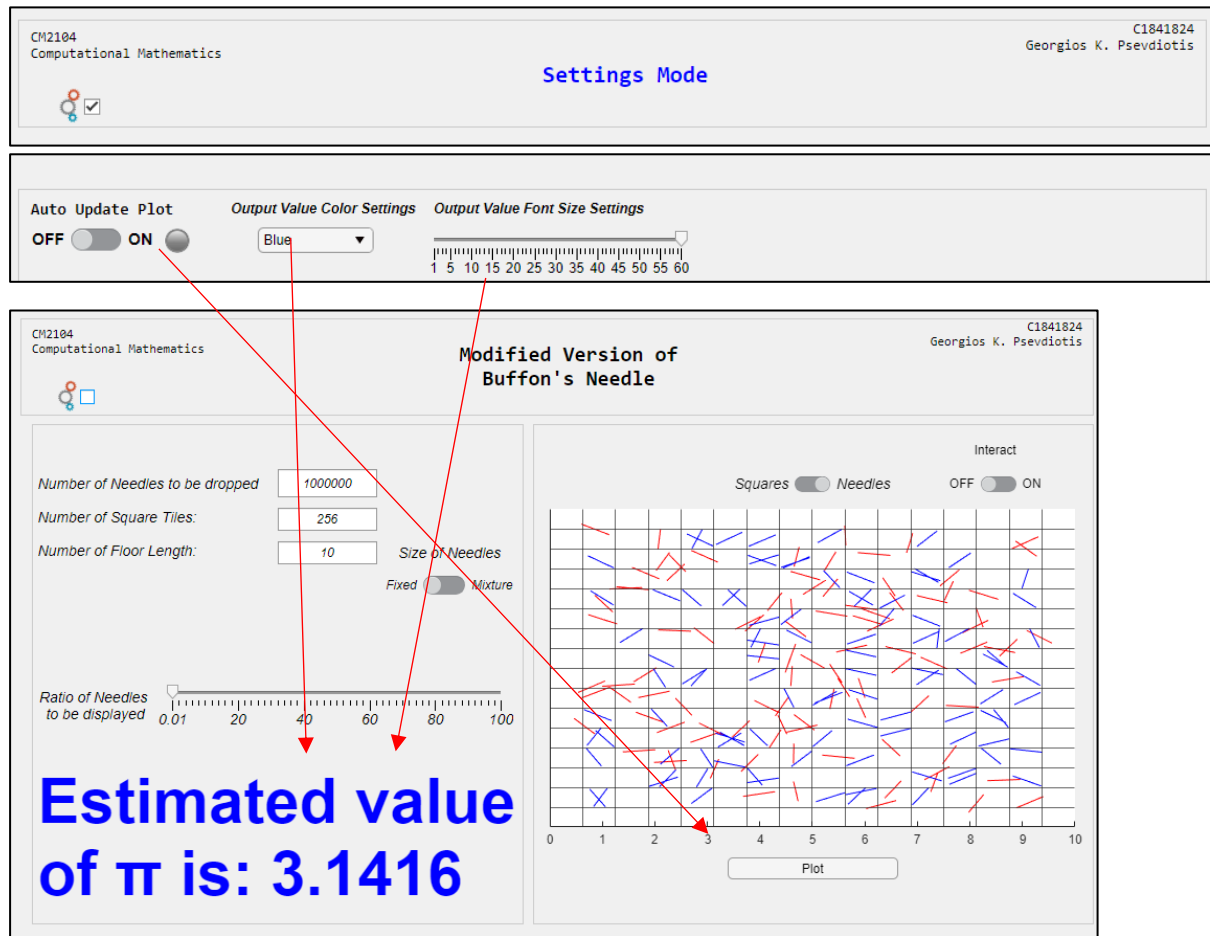 CM2104
Computational Mathematics
C1841824
Georgios K. Psevdiotis
Settings Mode
Auto Update Plot
OFF ON
Output Value Color Settings
Blue
Output Value Font Size Settings
1 5 10 15 20 25 30 35 40 45 50 55 60
CM2104
Computational Mathematics
C1841824
Georgios K. Psevdiotis
Modified Version of
Buffon's Needle
Number of Needles to be dropped 1000000
Number of Square Tiles: 256
Number of Floor Length: 10
Size of Needles
Fixed Mixture
Ratio of Needles
to be displayed
0.01 20 40 60 80 100
Estimated value
of π is: 3.1416
Interact
Squares Needles OFF ON
0 1 2 3 4 5 6 7 8 9 10
Plot